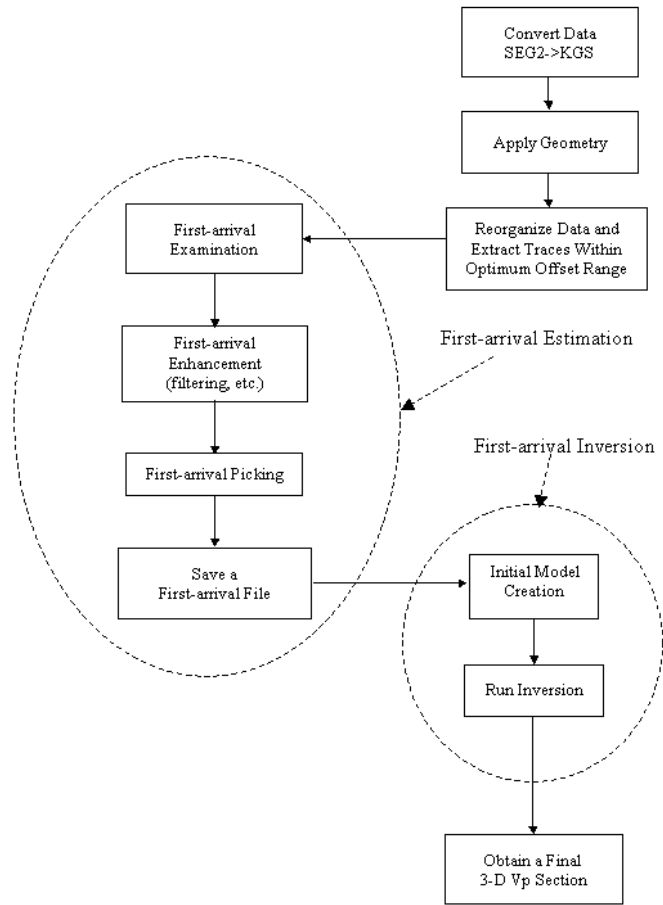 Convert Data
SEG2->KGS
Apply Geometry
Reorganize Data and
Extract Traces Within
Optimum Offset Range
First-arrival
Examination
First-arrival
Enhancement
(filtering, etc.)
First-arrival Picking
Save a
First-arrival File
First-arrival Estimation
First-arrival Inversion
Initial Model
Creation
Run Inversion
Obtain a Final
3-D Vp Section